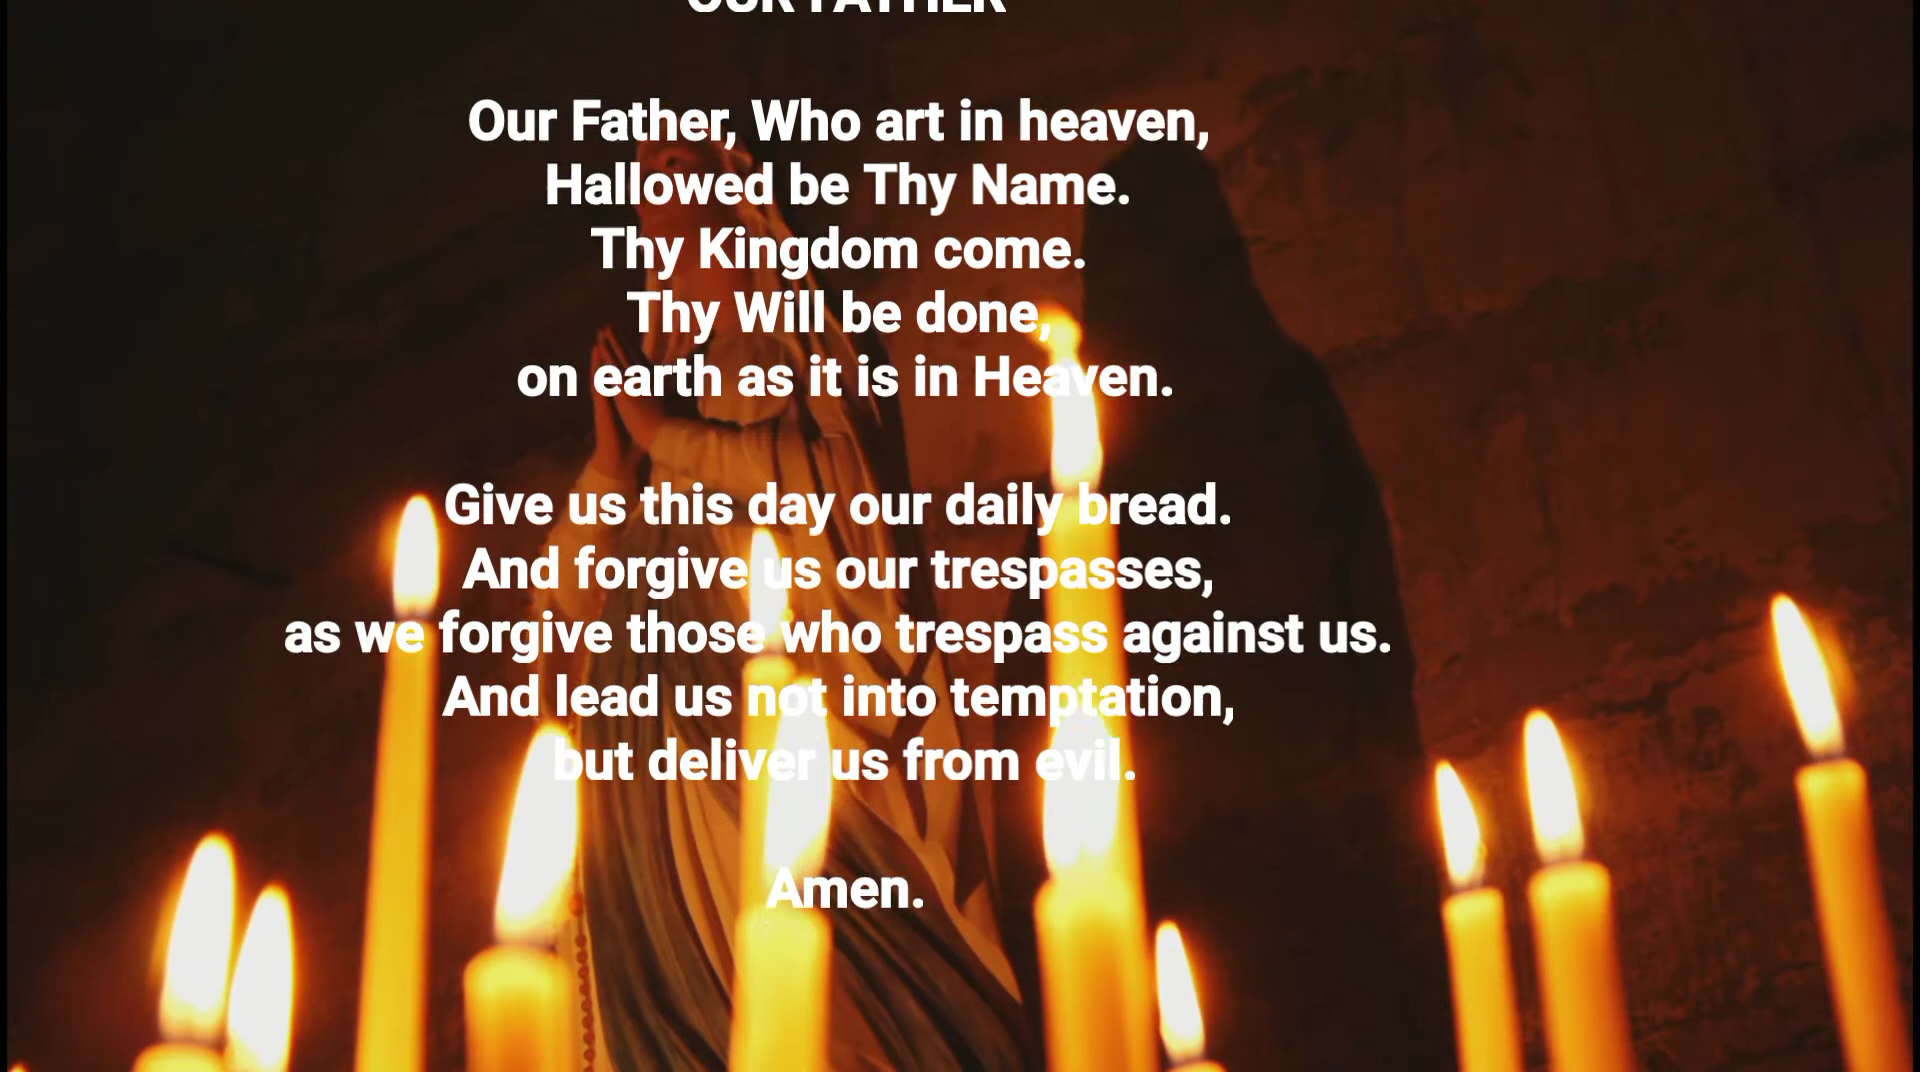 OUR FATHER
Our Father, Who art in heaven,
Hallowed be Thy Name.
Thy Kingdom come.
Thy Will be done,
on earth as it is in Heaven.
Give us this day our daily bread.
And forgive us our trespasses,
as we forgive those who trespass against us.
And lead us not into temptation,
but deliver us from evil.
Amen.